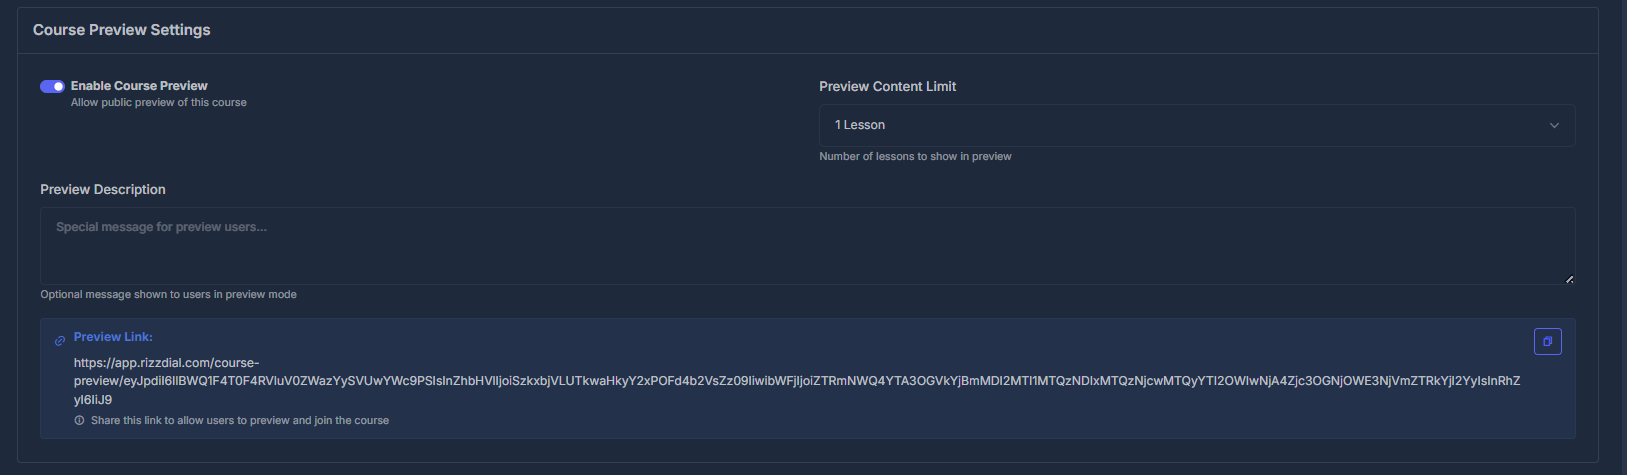 Course Preview Settings
Enable Course Preview
Allow public preview of this course
Preview Content Limit
1 Lesson
Number of lessons to show in preview
Preview Description
Special message for preview users...
Optional message shown to users in preview mode
Preview Link:
https://app.rizzdial.com/course-
Share this link to allow users to preview and join the course